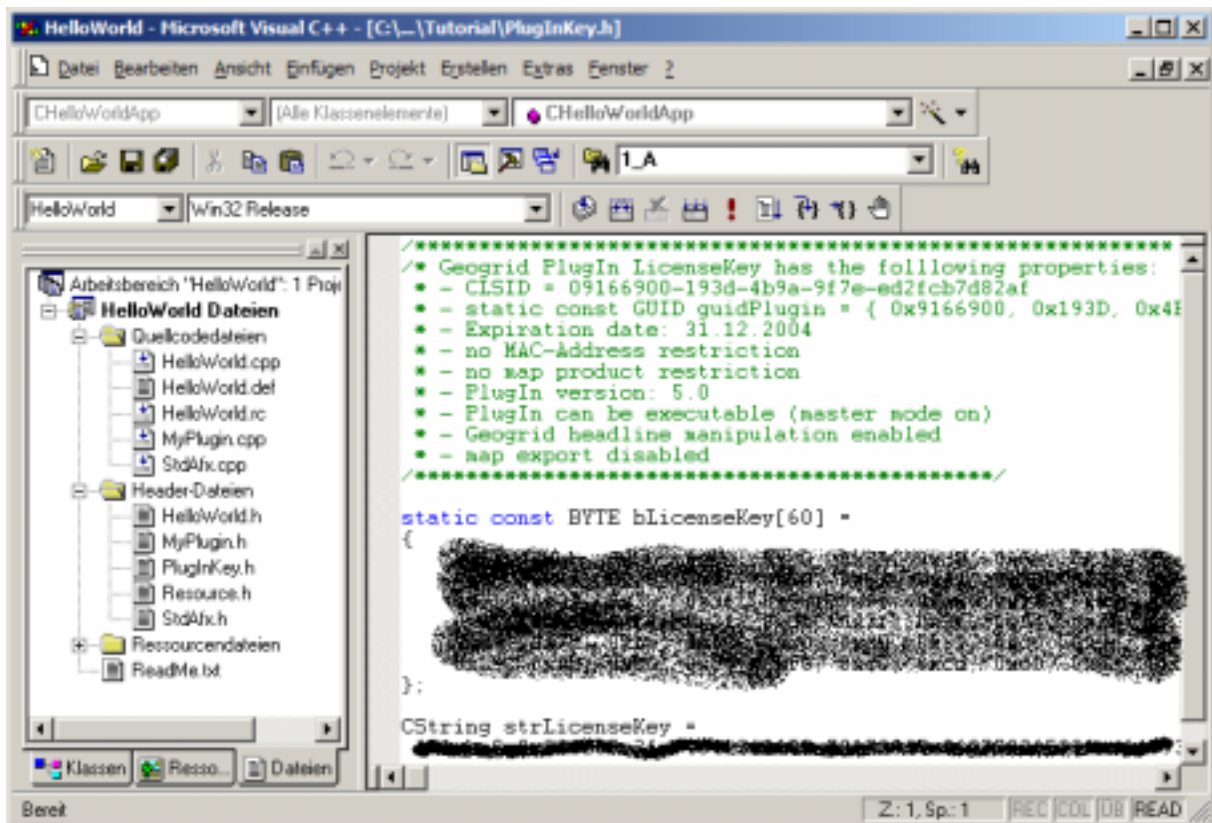 HelloWorld - Microsoft Visual C++ - [C:\...\Tutorial\PlugInKey.h]
Datei Bearbeiten Ansicht Einfügen Projekt Erstellen Extras Fenster ?
CHelloWorldApp [Alle Klassenelemente] CHelloWorldApp
1_A
HelloWorld Win32 Release
Arbeitsbereich "HelloWorld": 1 Proj
HelloWorld Dateien
Quellcodedateien
HelloWorld.cpp
HelloWorld.def
HelloWorld.rc
MyPlugin.cpp
StdAfx.cpp
Header-Dateien
HelloWorld.h
MyPlugin.h
PlugInKey.h
Resource.h
StdAfx.h
Ressourcendateien
ReadMe.txt
Klassen Resso... Dateien
/****************************************************************
/* Geogrid PlugIn LicenseKey has the folllowing properties:
* - CLSID = 09166900-193d-4b9a-9f7e-ed2fcb7d82af
* - static const GUID guidPlugin = { 0x9166900, 0x193D, 0x4
* - Expiration date: 31.12.2004
* - no MAC-Address restriction
* - no map product restriction
* - PlugIn version: 5.0
* - PlugIn can be executable (master mode on)
* - Geogrid headline manipulation enabled
* - map export disabled
/*************************************************/
static const BYTE bLicenseKey[60] =
{
};
CString strLicenseKey =
Bereit Z.: 1, Sp.: 1 REC COL ÜB READ